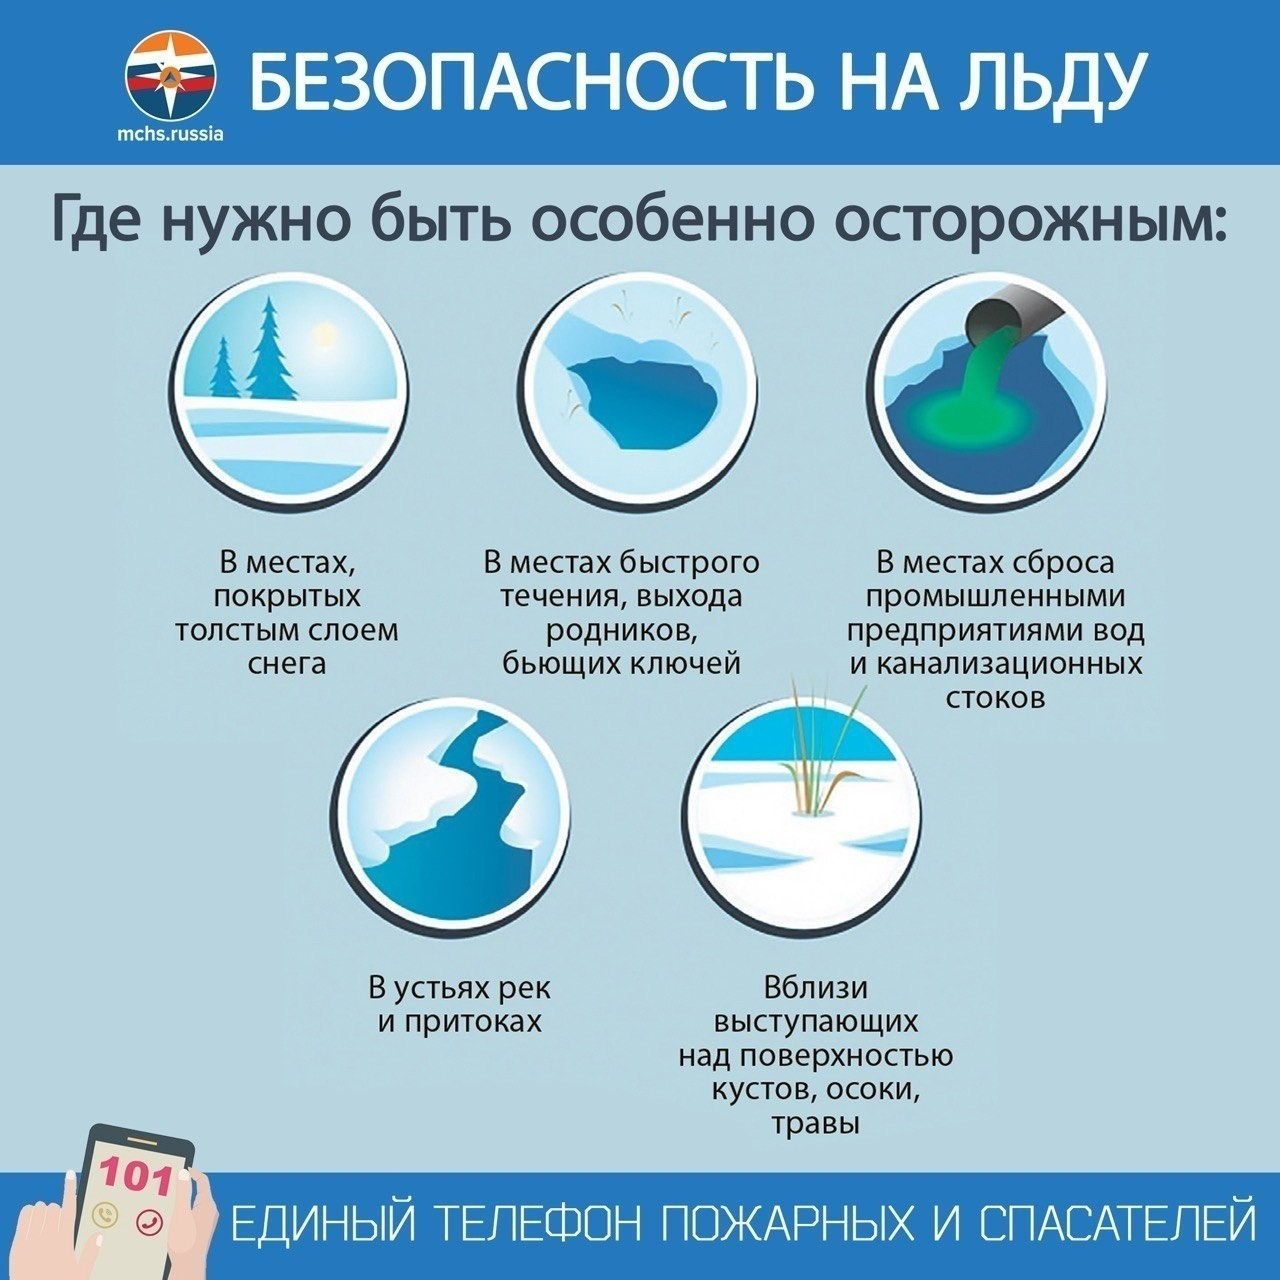 mchs.russia
БЕЗОПАСНОСТЬ НА ЛЬДУ
Где нужно быть особенно осторожным:
В местах,
покрытых
толстым слоем
снега
В местах быстрого
течения, выхода
родников,
бьющих ключей
В местах сброса
промышленными
предприятиями вод
и канализационных
стоков
В устьях рек
и притоках
Вблизи
выступающих
над поверхностью
кустов, осоки,
травы
101
ЕДИНЫЙ ТЕЛЕФОН ПОЖАРНЫХ И СПАСАТЕЛЕЙ